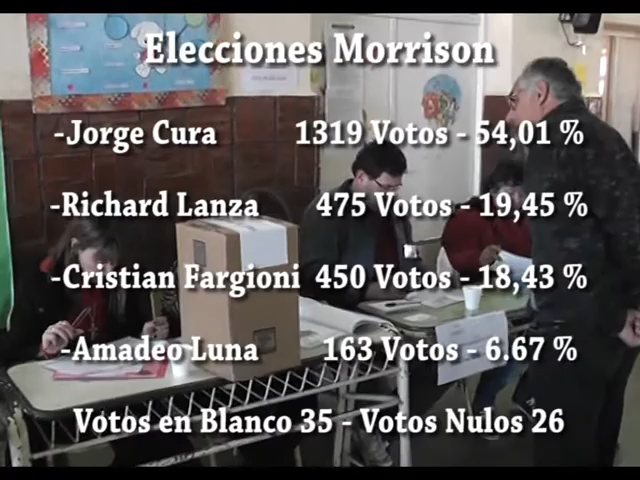 Elecciones Morrison
-Jorge Cura 1319 Votos - 54,01 %
-Richard Lanza 475 Votos - 19,45 %
-Cristian Fargioni 450 Votos - 18,43 %
-Amadeo Luna 163 Votos - 6.67 %
Votos en Blanco 35 - Votos Nulos 26